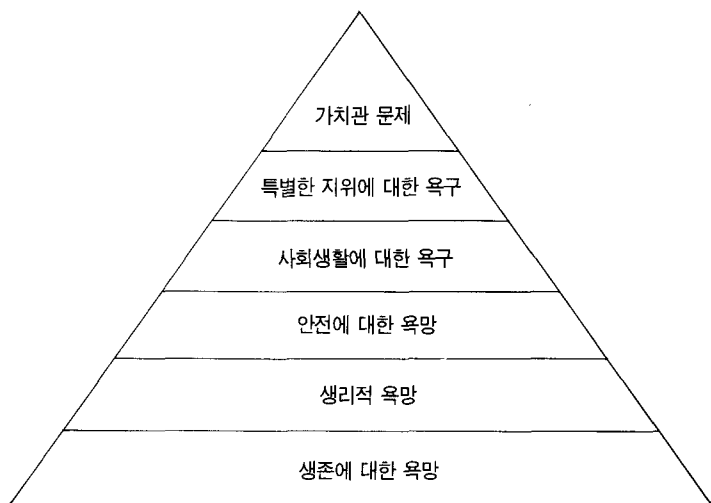 가치관 문제
특별한 지위에 대한 욕구
사회생활에 대한 욕구
안전에 대한 욕망
생리적 욕망
생존에 대한 욕망